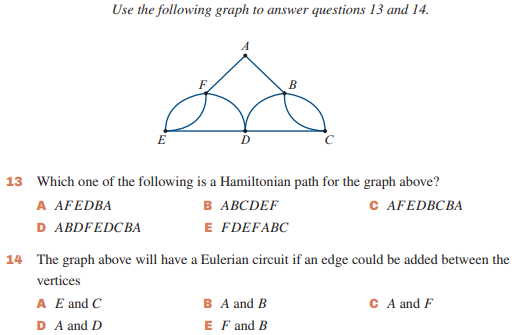 Use the following graph to answer questions 13 and 14.
A
F
B
E
D
C
13 Which one of the following is a Hamiltonian path for the graph above?
A AFEDBA B ABCDEF C AFEDBCBA
D ABDFEDCBA E FDEFABC
14 The graph above will have a Eulerian circuit if an edge could be added between the
vertices
A E and C B A and B C A and F
D A and D E F and B